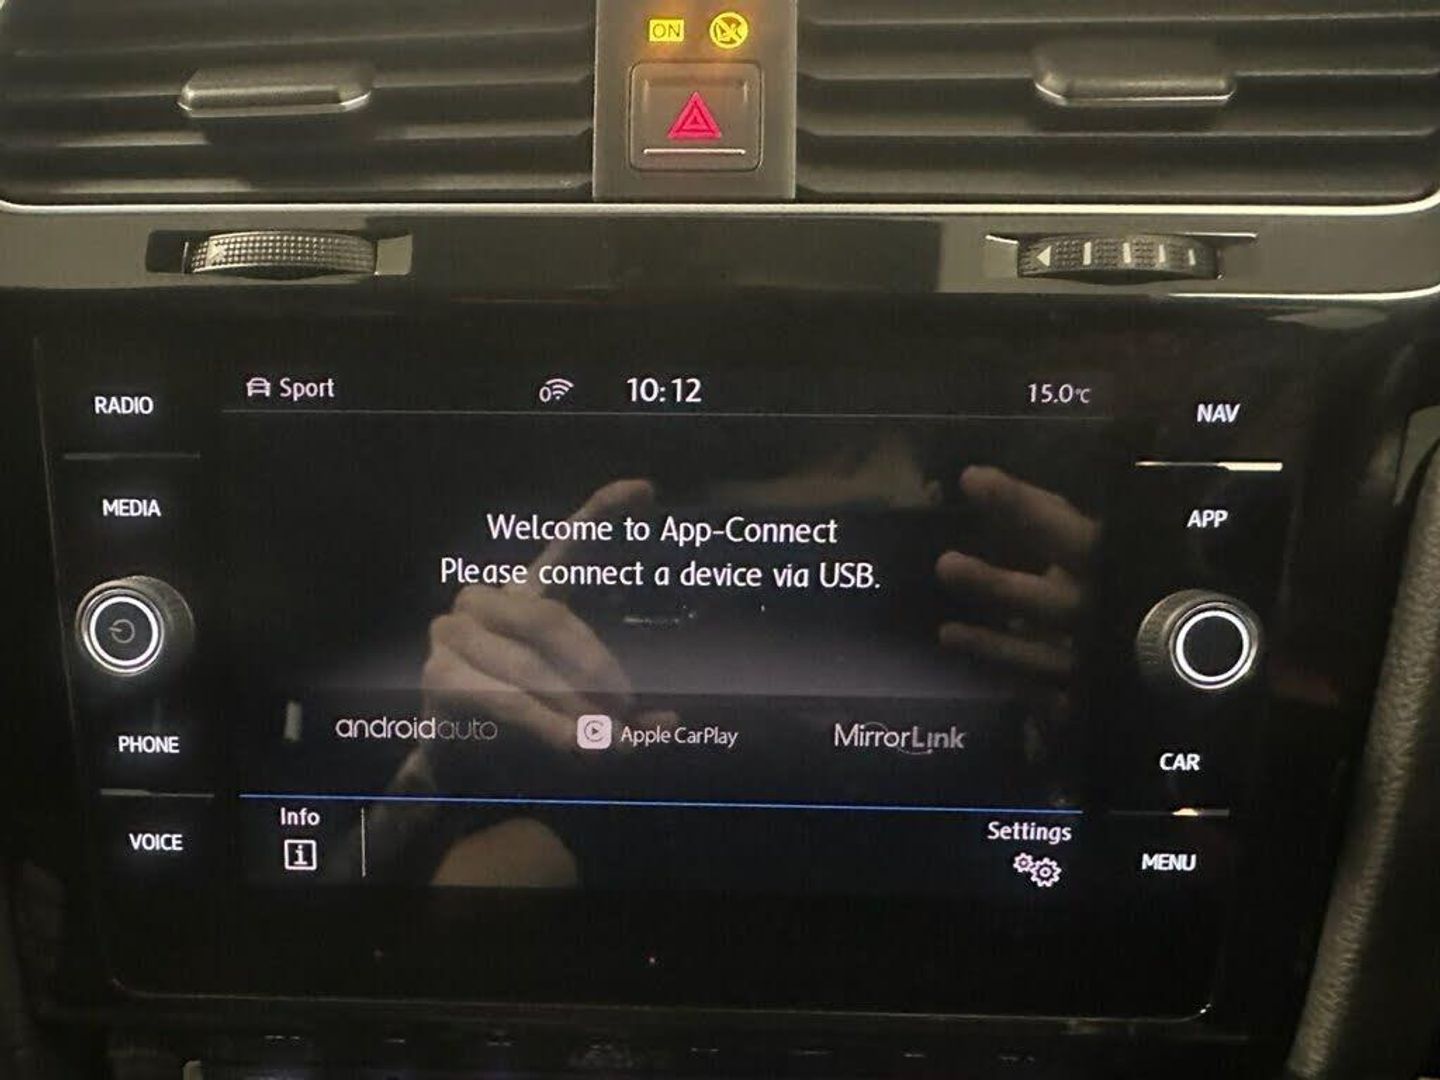 ON
RADIO
MEDIA
PHONE
VOICE
Sport
0
10:12
15.0°C
Welcome to App-Connect
Please connect a device via USB.
androidauto
Apple CarPlay
MirrorLink
Info
i
Settings
NAV
APP
CAR
MENU